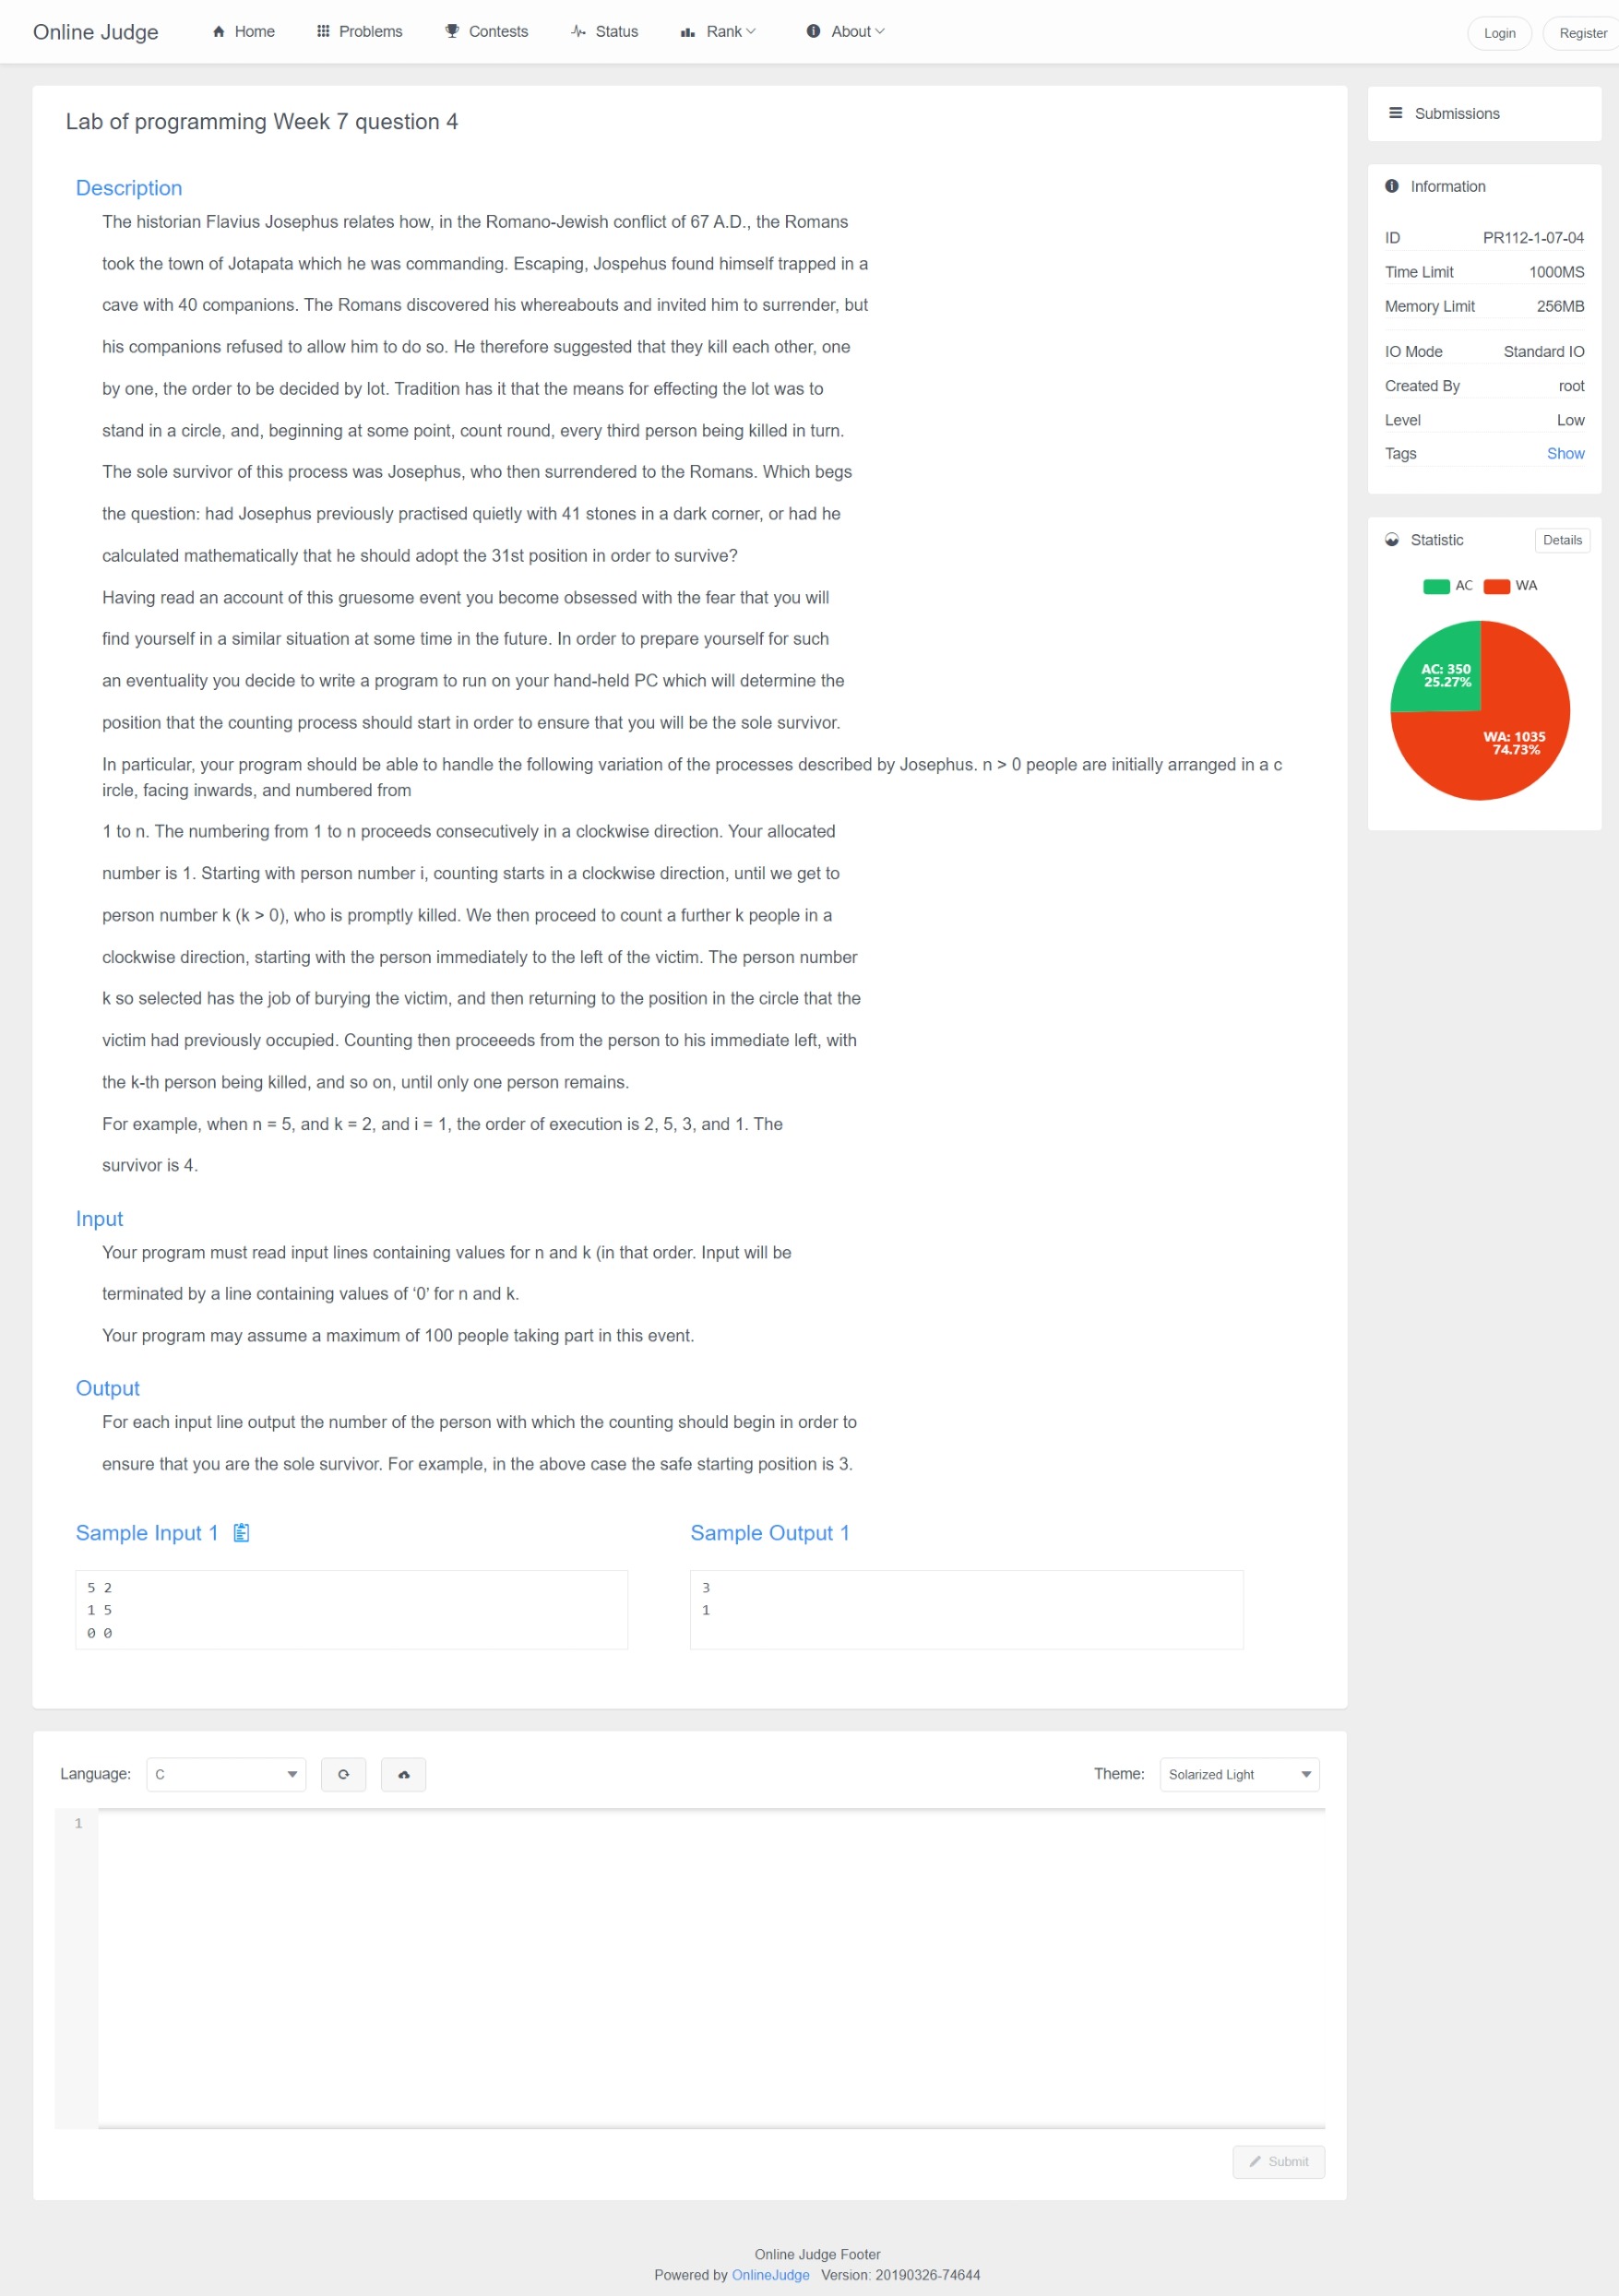 Online Judge
Home
Problems
Contests
Status
Rank
About
Login
Register
Lab of programming Week 7 question 4
Description
The historian Flavius Josephus relates how, in the Romano-Jewish conflict of 67 A.D., the Romans
took the town of Jotapata which he was commanding. Escaping, Jospehus found himself trapped in a
cave with 40 companions. The Romans discovered his whereabouts and invited him to surrender, but
his companions refused to allow him to do so. He therefore suggested that they kill each other, one
by one, the order to be decided by lot. Tradition has it that the means for effecting the lot was to
stand in a circle, and, beginning at some point, count round, every third person being killed in turn.
The sole survivor of this process was Josephus, who then surrendered to the Romans. Which begs
the question: had Josephus previously practised quietly with 41 stones in a dark corner, or had he
calculated mathematically that he should adopt the 31st position in order to survive?
Having read an account of this gruesome event you become obsessed with the fear that you will
find yourself in a similar situation at some time in the future. In order to prepare yourself for such
an eventuality you decide to write a program to run on your hand-held PC which will determine the
position that the counting process should start in order to ensure that you will be the sole survivor.
In particular, your program should be able to handle the following variation of the processes described by Josephus. n > 0 people are initially arranged in a c
ircle, facing inwards, and numbered from
1 to n. The numbering from 1 to n proceeds consecutively in a clockwise direction. Your allocated
number is 1. Starting with person number i, counting starts in a clockwise direction, until we get to
person number k (k > 0), who is promptly killed. We then proceed to count a further k people in a
clockwise direction, starting with the person immediately to the left of the victim. The person number
k so selected has the job of burying the victim, and then returning to the position in the circle that the
victim had previously occupied. Counting then proceeeds from the person to his immediate left, with
the k-th person being killed, and so on, until only one person remains.
For example, when n = 5, and k = 2, and i = 1, the order of execution is 2, 5, 3, and 1. The
survivor is 4.
Input
Your program must read input lines containing values for n and k (in that order. Input will be
terminated by a line containing values of ‘0’ for n and k.
Your program may assume a maximum of 100 people taking part in this event.
Output
For each input line output the number of the person with which the counting should begin in order to
ensure that you are the sole survivor. For example, in the above case the safe starting position is 3.
Sample Input 1
5 2
1 5
0 0
Sample Output 1
3
1
Submissions
Information
ID PR112-1-07-04
Time Limit 1000MS
Memory Limit 256MB
IO Mode Standard IO
Created By root
Level Low
Tags Show
Statistic Details
AC WA
AC: 350
25.27%
WA: 1035
74.73%
Language: C
Theme: Solarized Light
1
Submit
Online Judge Footer
Powered by OnlineJudge Version: 20190326-74644